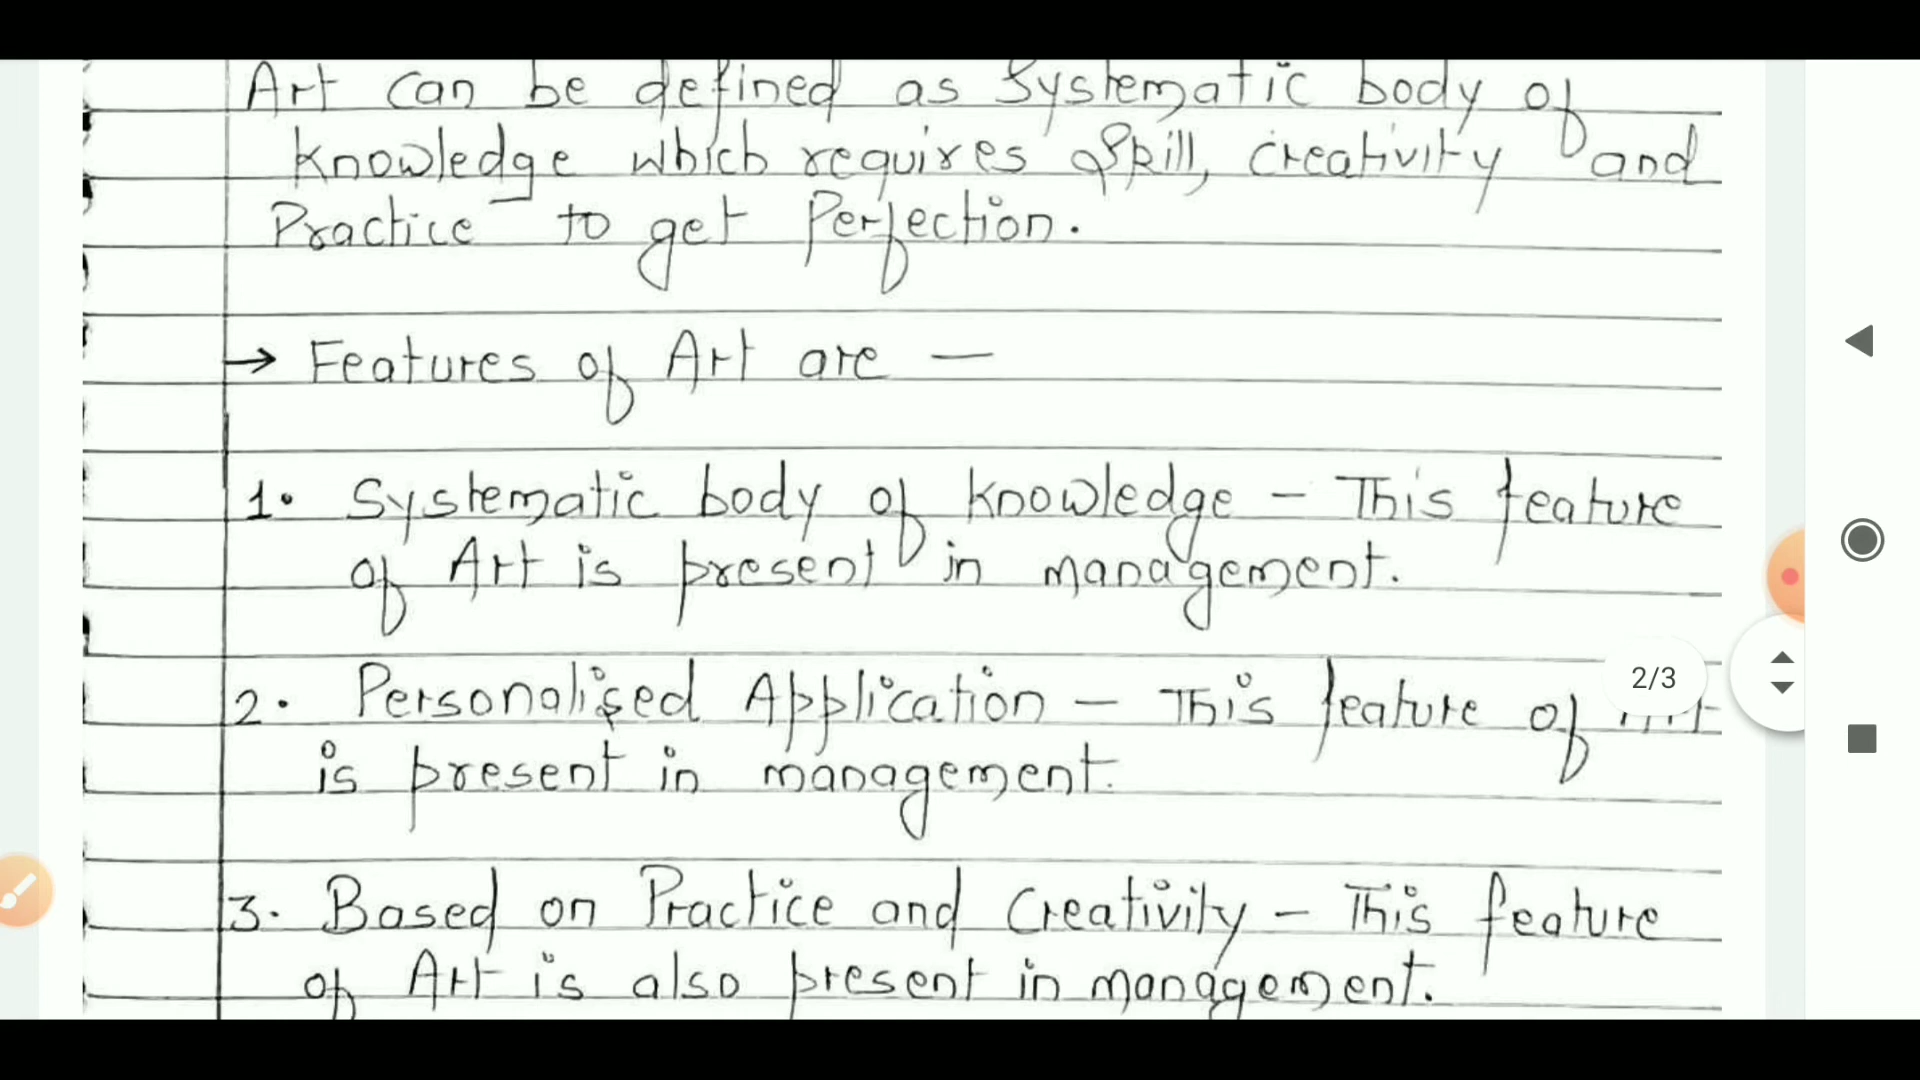 Art can be defined as Systematic body of
Knowledge which requires Skill, creativity and
Practice to get Perfection.
→ Features of Art are —
1. Systematic body of Knowledge - This feature
of Art is present in management.
2. Personalised Application - This feature of Art
is present in management.
2/3
3. Based on Practice and Creativity - This feature
of Art is also present in management.